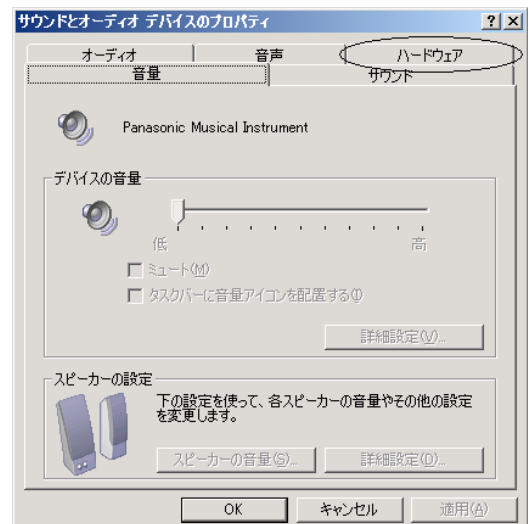 サウンドとオーディオ デバイスのプロパティ
オーディオ 音声 ハードウェア
音量 サウンド
Panasonic Musical Instrument
デバイスの音量
低 高
ミュート(M)
タスクバーに音量アイコンを配置する(I)
詳細設定(V)...
スピーカーの設定
下の設定を使って、各スピーカーの音量やその他の設定
を変更します。
スピーカーの音量(S)... 詳細設定(D)...
OK キャンセル 適用(A)